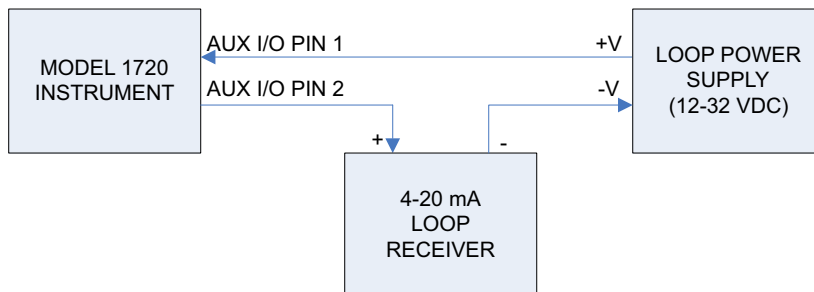 MODEL 1720
INSTRUMENT
AUX I/O PIN 1
+V
AUX I/O PIN 2
-V
LOOP POWER
SUPPLY
(12-32 VDC)
+
-
4-20 mA
LOOP
RECEIVER